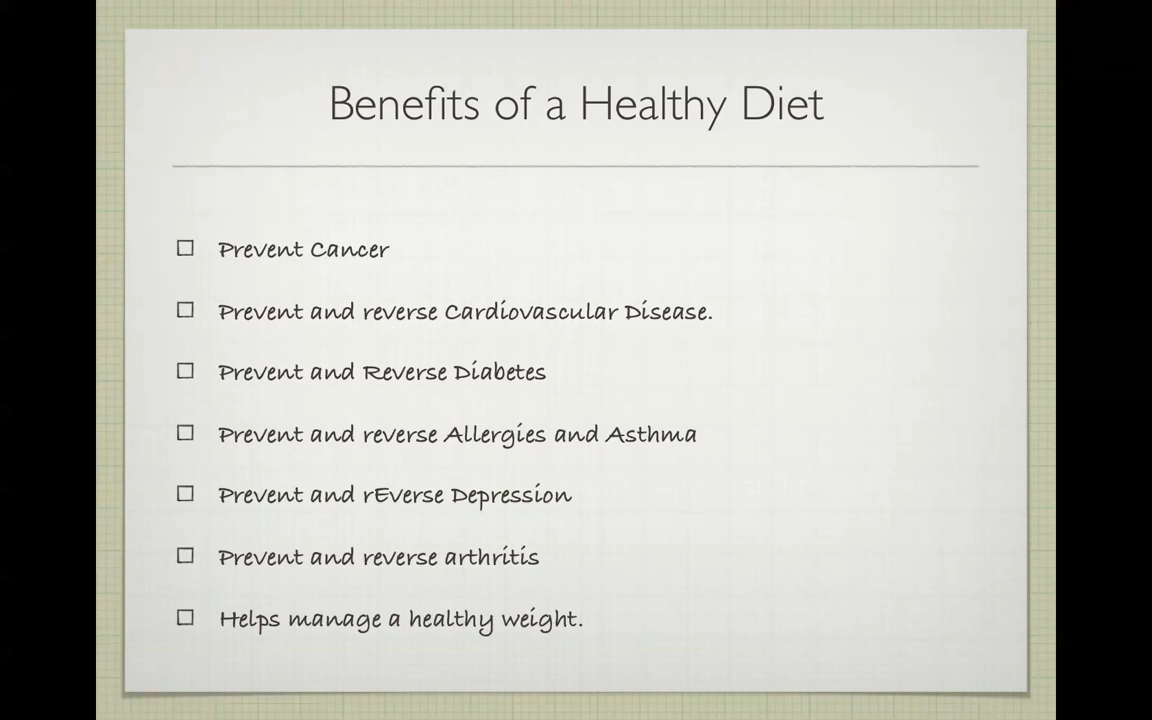 Benefits of a Healthy Diet
Prevent Cancer
Prevent and reverse Cardiovascular Disease.
Prevent and Reverse Diabetes
Prevent and reverse Allergies and Asthma
Prevent and rEverse Depression
Prevent and reverse arthritis
Helps manage a healthy weight.